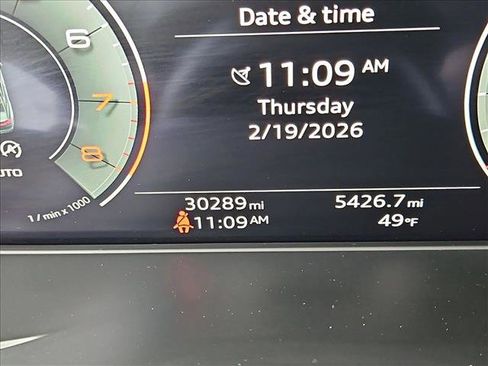 Date & time
11:09 AM
Thursday
2/19/2026
6
7
8
1 / min x 1000
30289 mi
11:09 AM
5426.7 mi
49°F